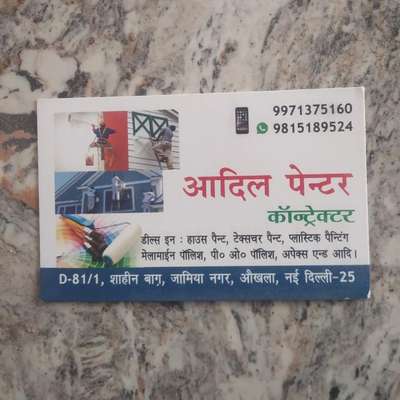 9971375160
9815189524
आदिल पेन्टर
कॉन्ट्रेक्टर
डील्स इन : हाउस पैन्ट, टेक्सचर पैन्ट, प्लास्टिक पैन्टिंग
मेलामाईन पॉलिश, पी० ओ० पॉलिश, अपेक्स एन्ड आदि।
D-81/1, शाहीन बाग़, जामिया नगर, औखला, नई दिल्ली-25